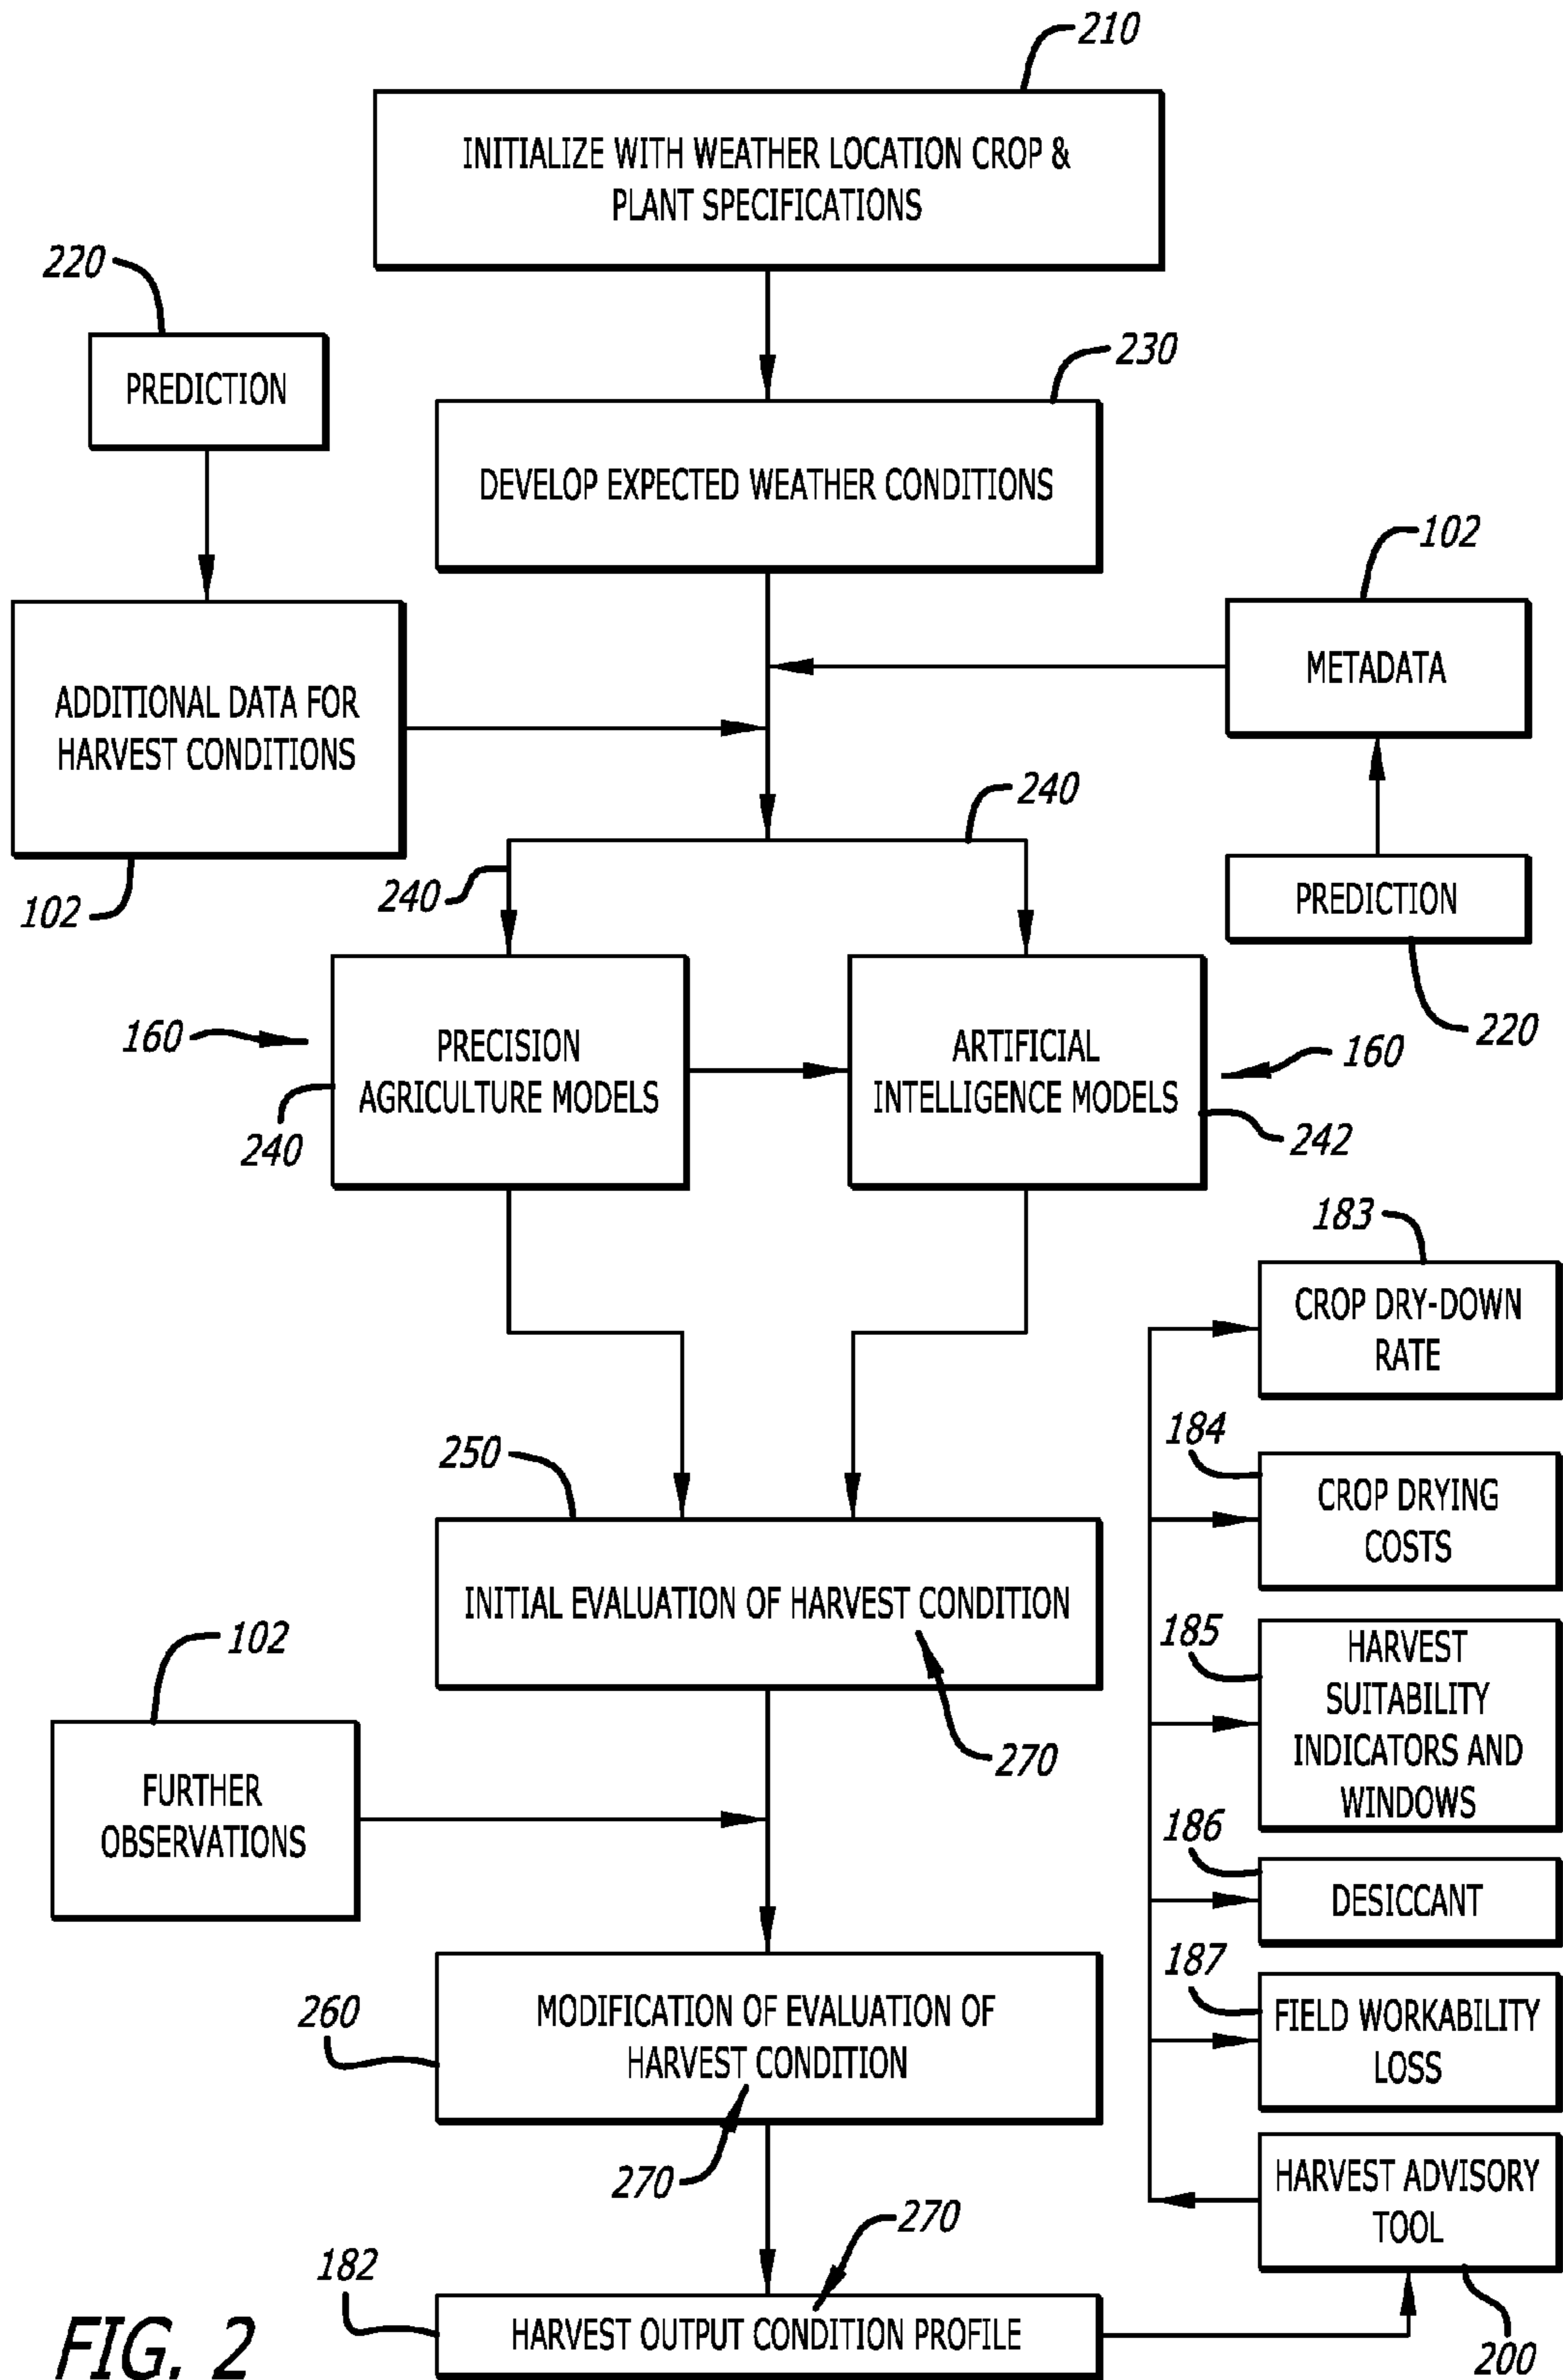 210
INITIALIZE WITH WEATHER LOCATION CROP &
PLANT SPECIFICATIONS
220
PREDICTION
230
DEVELOP EXPECTED WEATHER CONDITIONS
102
METADATA
ADDITIONAL DATA FOR
HARVEST CONDITIONS
102
240
240
PREDICTION
220
160
PRECISION
AGRICULTURE MODELS
240
ARTIFICIAL
INTELLIGENCE MODELS
160
242
183
CROP DRY-DOWN
RATE
184
CROP DRYING
COSTS
250
INITIAL EVALUATION OF HARVEST CONDITION
270
185
HARVEST
SUITABILITY
INDICATORS AND
WINDOWS
102
FURTHER
OBSERVATIONS
186
DESICCANT
187
FIELD WORKABILITY
LOSS
260
MODIFICATION OF EVALUATION OF
HARVEST CONDITION
270
HARVEST ADVISORY
TOOL
200
270
182
HARVEST OUTPUT CONDITION PROFILE
FIG. 2